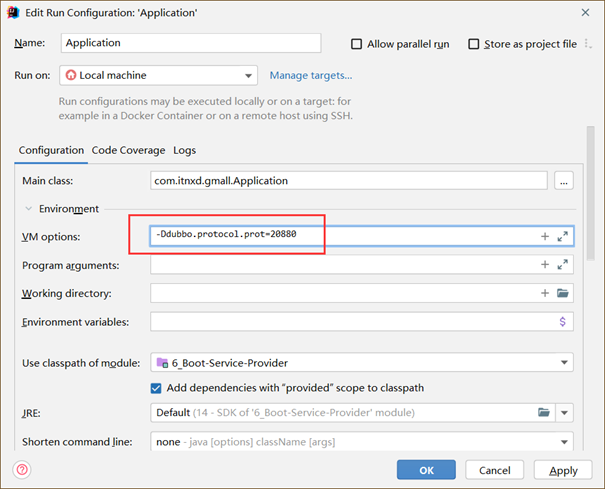 Edit Run Configuration: 'Application'
Name: Application Allow parallel run Store as project file
Run on: Local machine Manage targets...
Run configurations may be executed locally or on a target: for
example in a Docker Container or on a remote host using SSH.
Configuration Code Coverage Logs
Main class: com.itnxd.gmall.Application ...
Environment
VM options: -Ddubbo.protocol.prot=20880
Program arguments:
Working directory:
Environment variables: $
Use classpath of module: 6_Boot-Service-Provider
Add dependencies with “provided” scope to classpath
JRE: Default (14 - SDK of '6_Boot-Service-Provider' module)
Shorten command line: none - java [options] className [args]
? OK Cancel Apply